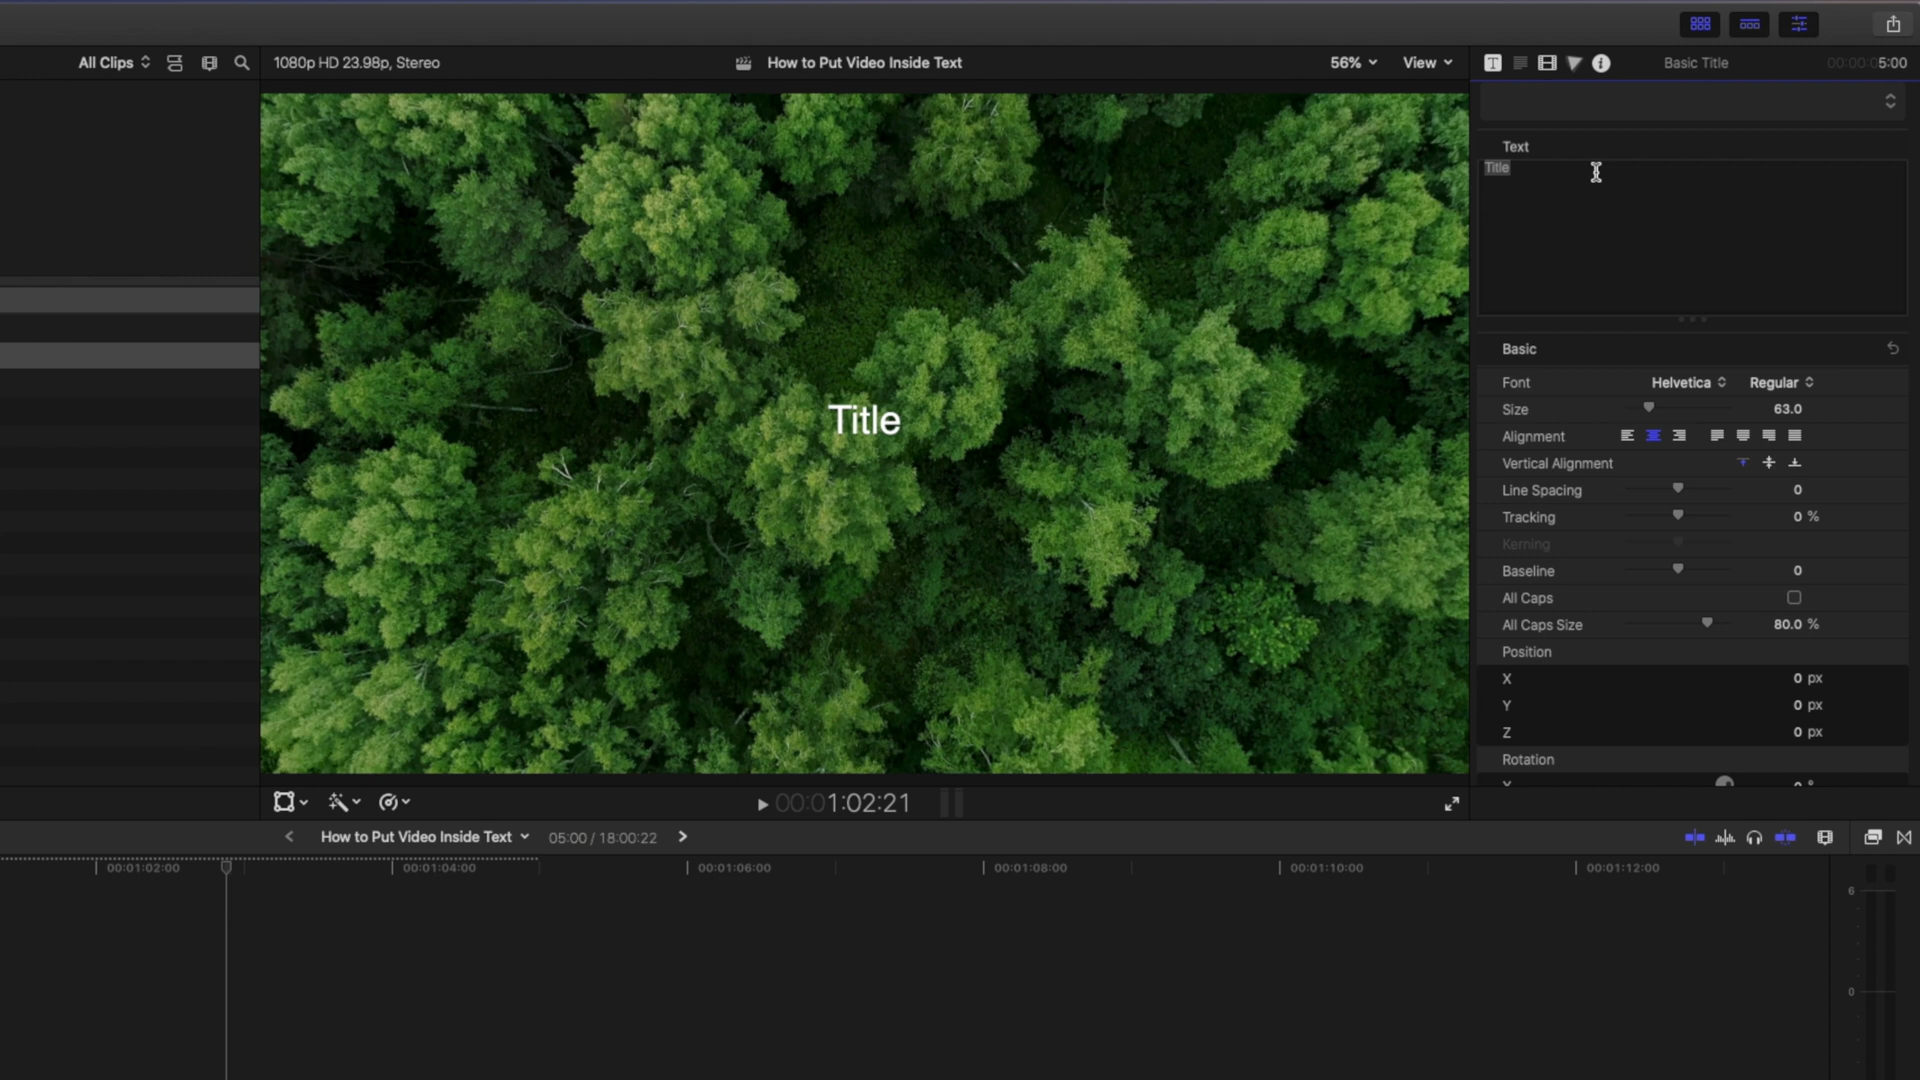 All Clips
1080p HD 23.98p, Stereo
How to Put Video Inside Text
56%
View
Basic Title
00:00:05:00
Text
Title
Title
Basic
Font
Helvetica
Regular
Size
63.0
Alignment
Vertical Alignment
Line Spacing
0
Tracking
0 %
Kerning
Baseline
0
All Caps
All Caps Size
80.0 %
Position
X
0 px
Y
0 px
Z
0 px
Rotation
00:01:02:21
How to Put Video Inside Text
05:00 / 18:00:22
00:01:02:00
00:01:04:00
00:01:06:00
00:01:08:00
00:01:10:00
00:01:12:00
6
0